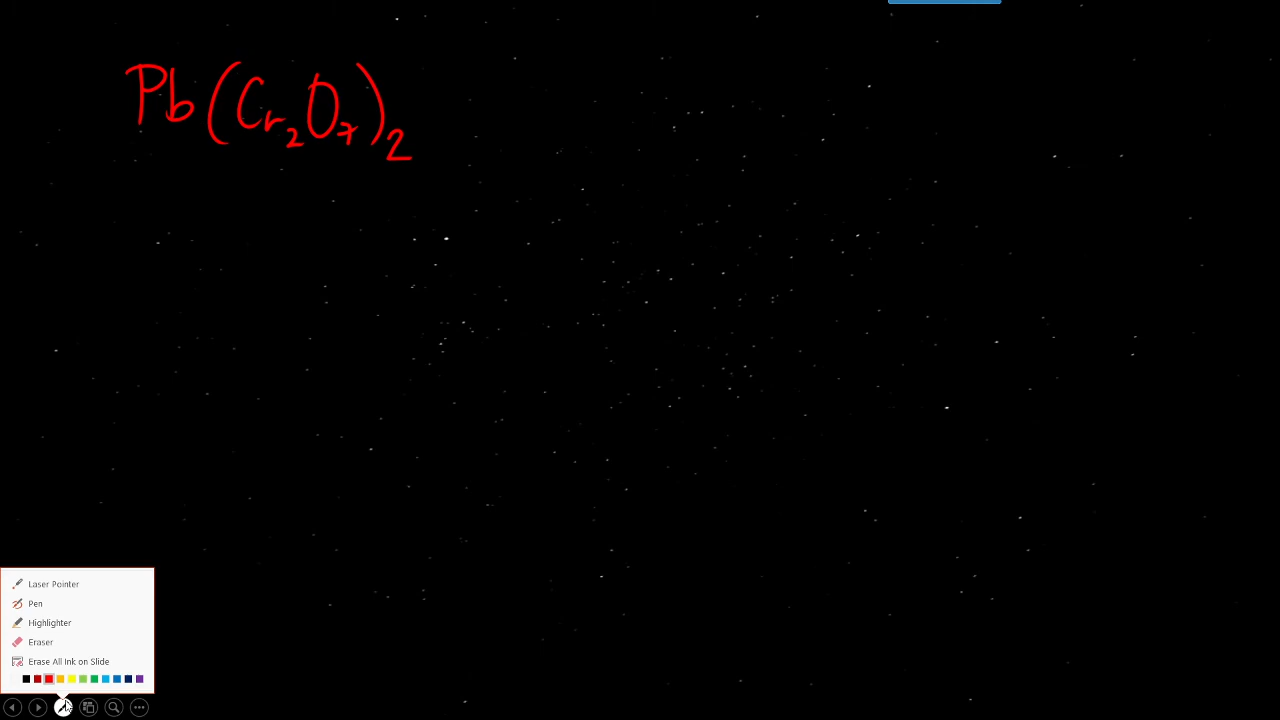 Pb(Cr₂O₇)₂
Laser Pointer
Pen
Highlighter
Eraser
Erase All Ink on Slide